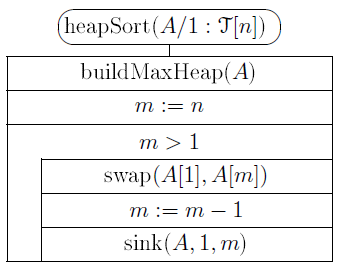 heapSort(A/1 : 𝒯[n])
buildMaxHeap(A)
m := n
m > 1
swap(A[1], A[m])
m := m − 1
sink(A, 1, m)